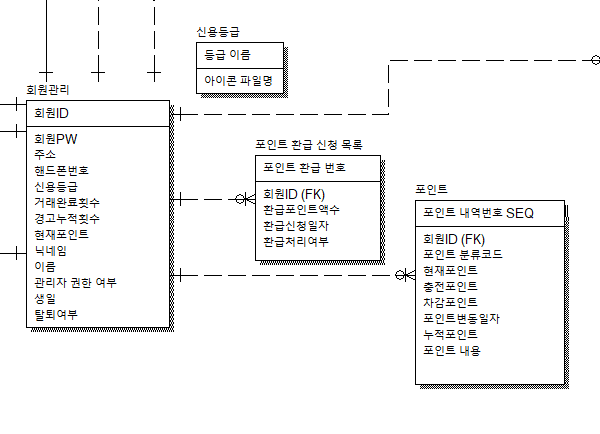 신용등급
등급 이름
아이콘 파일명
회원관리
회원ID
회원PW
주소
핸드폰번호
신용등급
거래완료횟수
경고누적횟수
현재포인트
닉네임
이름
관리자 권한 여부
생일
탈퇴여부
포인트 환급 신청 목록
포인트 환급 번호
회원ID (FK)
환급포인트액수
환급신청일자
환급처리여부
포인트
포인트 내역번호 SEQ
회원ID (FK)
포인트 분류코드
현재포인트
충전포인트
차감포인트
포인트변동일자
누적포인트
포인트 내용